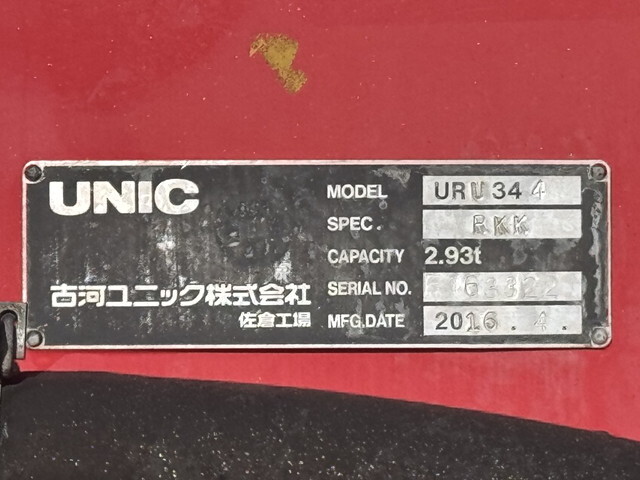 UNIC
古河ユニック株式会社
佐倉工場
MODEL URU344
SPEC. RKK
CAPACITY 2.93t
SERIAL NO.
MFG.DATE 2016.4.